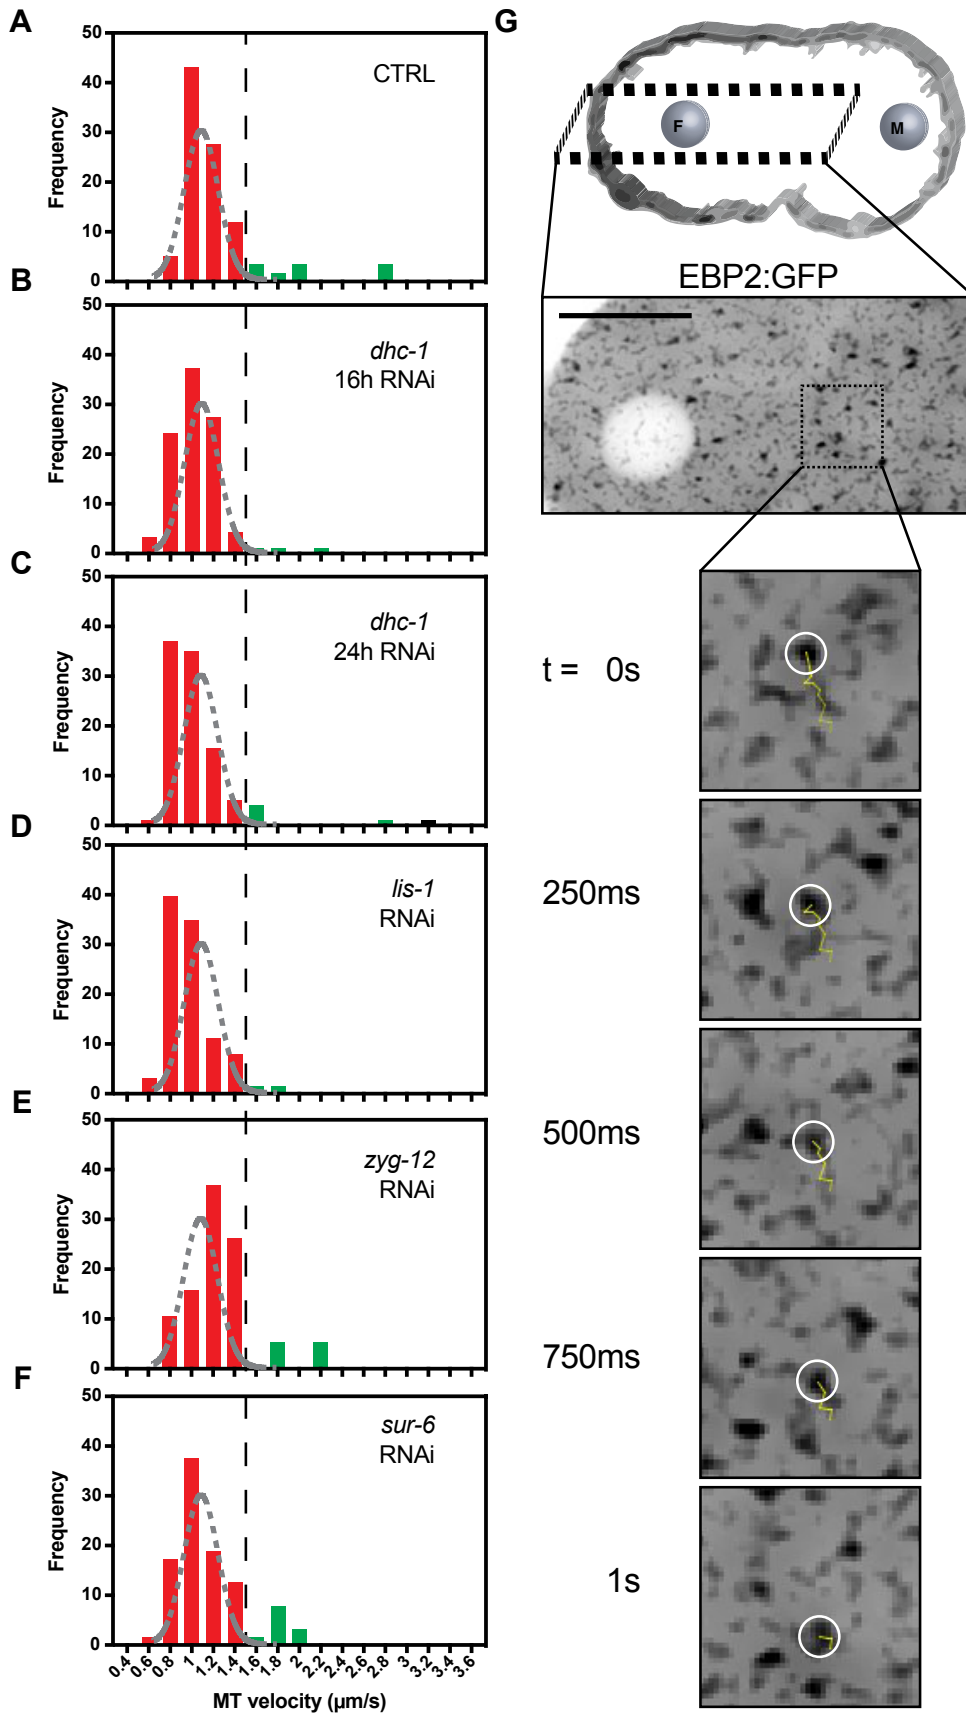 A
50
40
30
20
10
0
Frequency
CTRL
B
50
40
30
20
10
0
Frequency
dhc-1
16h RNAi
C
50
40
30
20
10
0
Frequency
dhc-1
24h RNAi
D
50
40
30
20
10
0
Frequency
lis-1
RNAi
E
50
40
30
20
10
0
Frequency
zyg-12
RNAi
F
50
40
30
20
10
0
Frequency
sur-6
RNAi
0.4 0.6 0.8 1 1.2 1.4 1.6 1.8 2 2.2 2.4 2.6 2.8 3 3.2 3.4 3.6
MT velocity (μm/s)
G
F
M
EBP2:GFP
t = 0s
250ms
500ms
750ms
1s